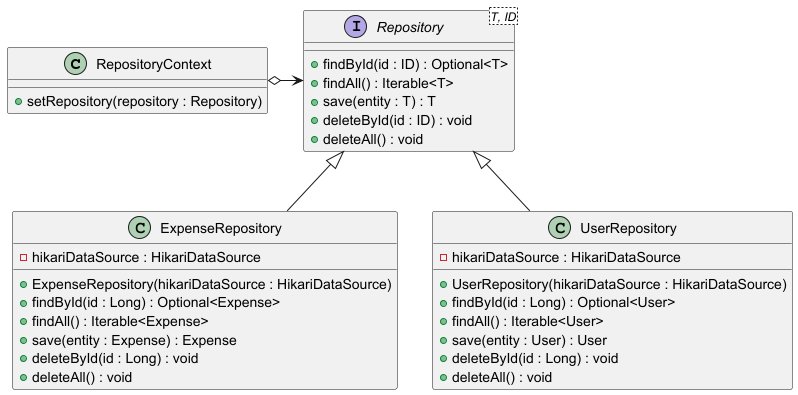 C RepositoryContext
setRepository(repository : Repository)
I Repository
T, ID
findById(id : ID) : Optional<T>
findAll() : Iterable<T>
save(entity : T) : T
deleteById(id : ID) : void
deleteAll() : void
C ExpenseRepository
hikariDataSource : HikariDataSource
ExpenseRepository(hikariDataSource : HikariDataSource)
findById(id : Long) : Optional<Expense>
findAll() : Iterable<Expense>
save(entity : Expense) : Expense
deleteById(id : Long) : void
deleteAll() : void
C UserRepository
hikariDataSource : HikariDataSource
UserRepository(hikariDataSource : HikariDataSource)
findById(id : Long) : Optional<User>
findAll() : Iterable<User>
save(entity : User) : User
deleteById(id : Long) : void
deleteAll() : void